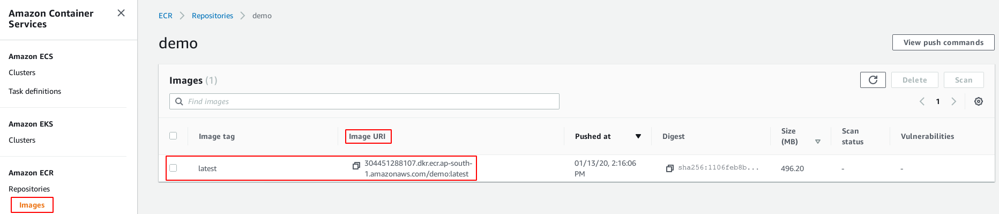 Amazon Container
Services
Amazon ECS
Clusters
Task definitions
Amazon EKS
Clusters
Amazon ECR
Repositories
Images
ECR
Repositories
demo
demo
View push commands
Images (1)
Delete
Scan
Find images
1
Image tag
Image URI
Pushed at
Digest
Size
(MB)
Scan
status
Vulnerabilities
latest
304451288107.dkr.ecr.ap-south-
1.amazonaws.com/demo:latest
01/13/20, 2:16:06
PM
sha256:1106feb8b...
496.20
-
-